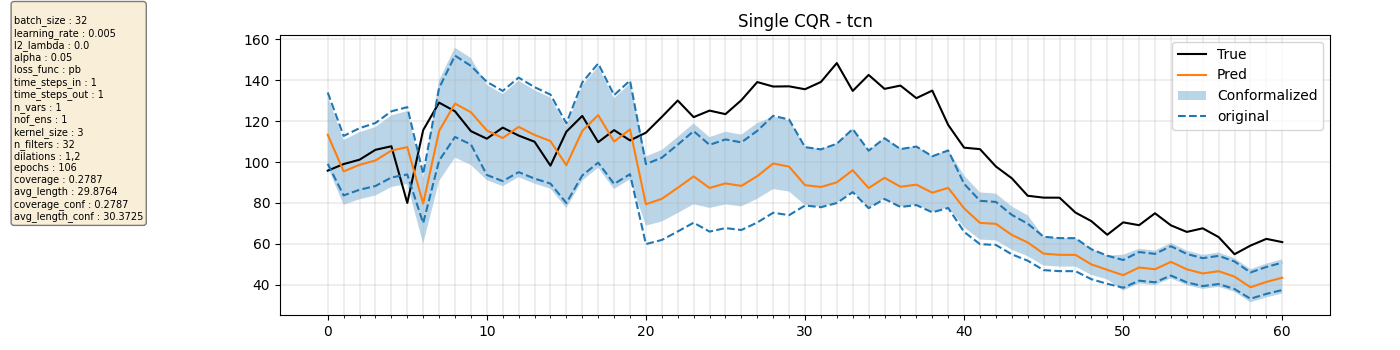 batch_size : 32
learning_rate : 0.005
l2_lambda : 0.0
alpha : 0.05
loss_func : pb
time_steps_in : 1
time_steps_out : 1
n_vars : 1
nof_ens : 1
kernel_size : 3
n_filters : 32
dilations : 1,2
epochs : 106
coverage : 0.2787
avg_length : 29.8764
coverage_conf : 0.2787
avg_length_conf : 30.3725
Single CQR - tcn
160
140
120
100
80
60
40
True
Pred
Conformalized
original
0 10 20 30 40 50 60